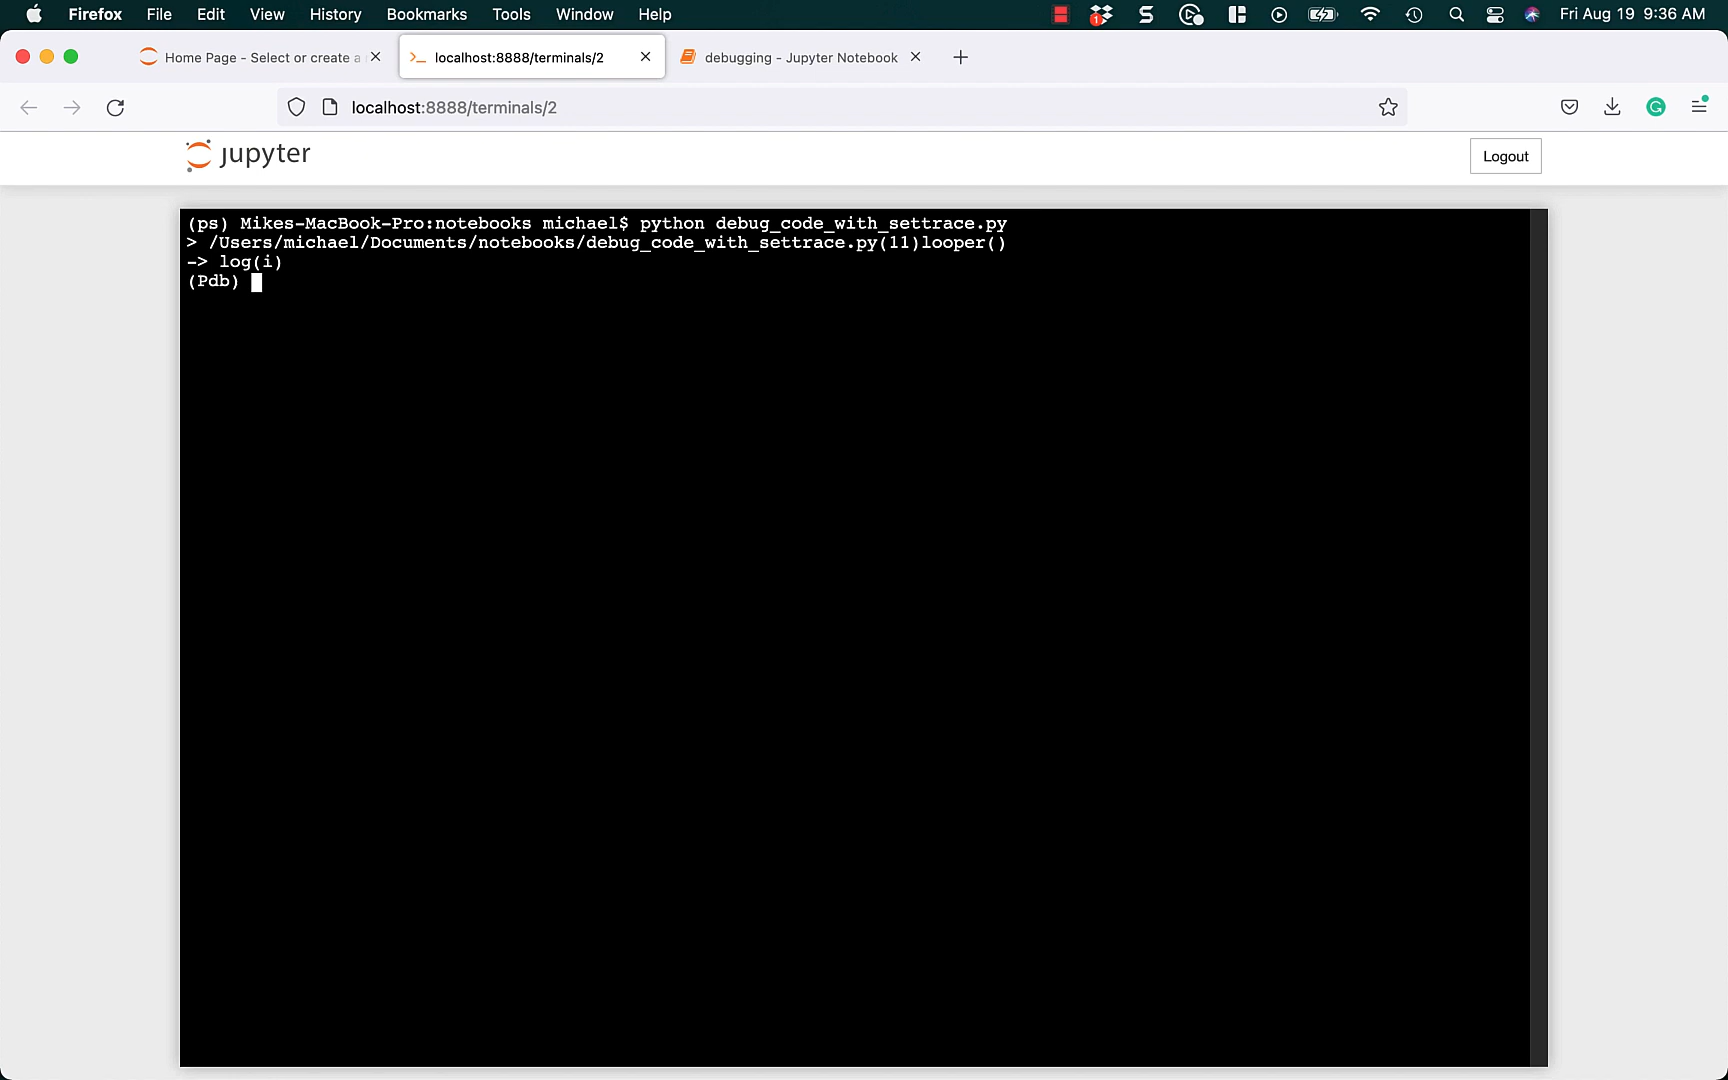 Firefox File Edit View History Bookmarks Tools Window Help 1 S Fri Aug 19 9:36 AM
Home Page - Select or create a localhost:8888/terminals/2 debugging - Jupyter Notebook
localhost:8888/terminals/2
jupyter Logout
(ps) Mikes-MacBook-Pro:notebooks michael$ python debug_code_with_settrace.py
> /Users/michael/Documents/notebooks/debug_code_with_settrace.py(11)looper()
-> log(i)
(Pdb)